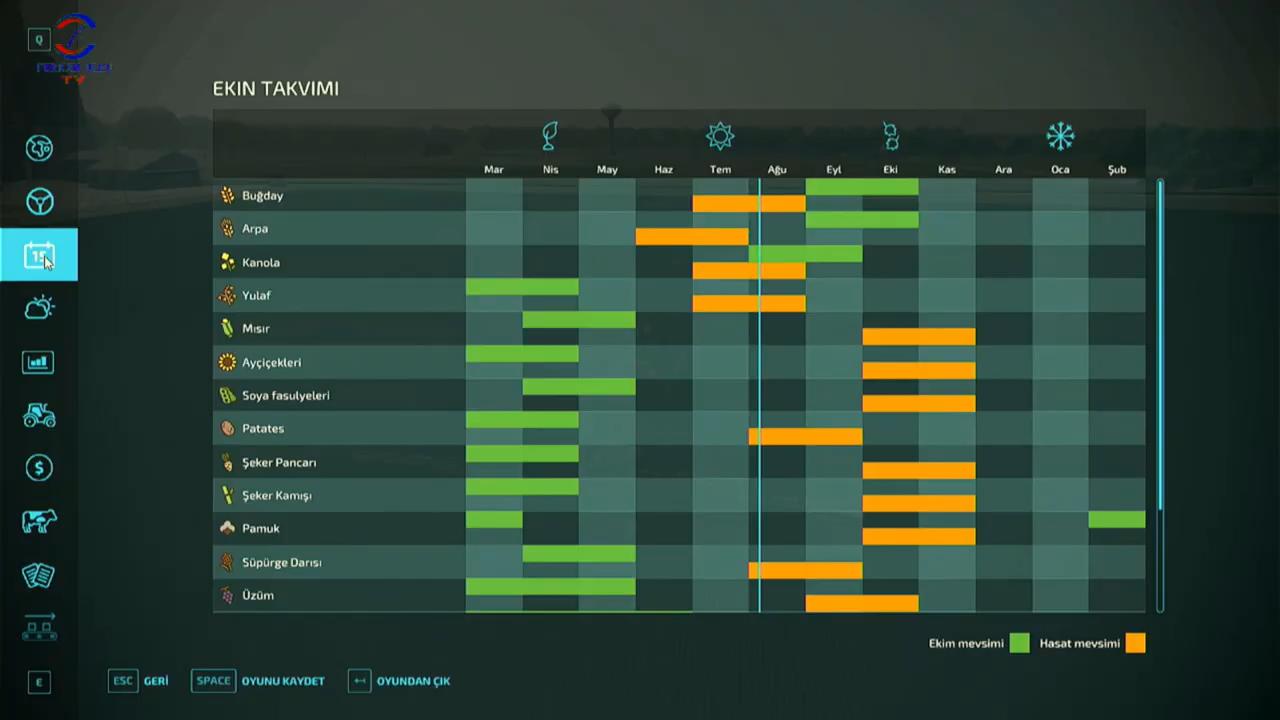 Q
TV
EKIN TAKVIMI
Mar Nis May Haz Tem Ağu Eyl Eki Kas Ara Oca Şub
Buğday
Arpa
Kanola
15
Yulaf
Mısır
Ayçiçekleri
Soya fasulyeleri
Patates
Şeker Pancarı
$
Şeker Kamışı
Pamuk
Süpürge Darısı
Üzüm
Ekim mevsimi Hasat mevsimi
E ESC GERİ SPACE OYUNU KAYDET OYUNDAN ÇIK